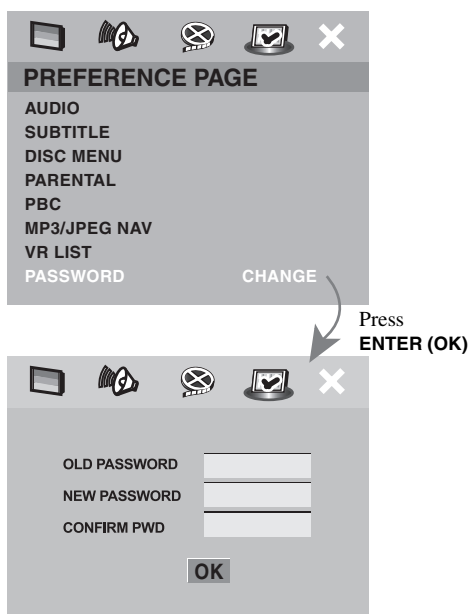 PREFERENCE PAGE
AUDIO
SUBTITLE
DISC MENU
PARENTAL
PBC
MP3/JPEG NAV
VR LIST
PASSWORD CHANGE
Press
ENTER (OK)
OLD PASSWORD
NEW PASSWORD
CONFIRM PWD
OK